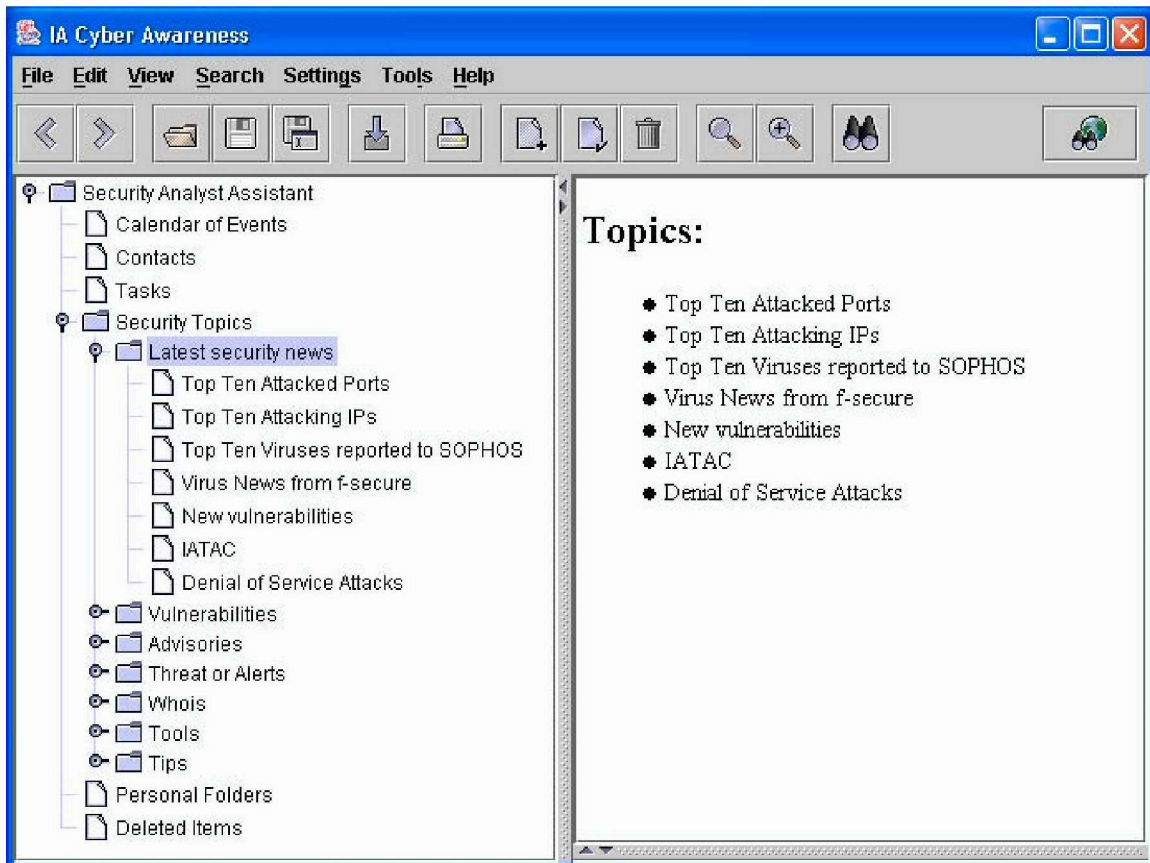 IA Cyber Awareness
File Edit View Search Settings Tools Help
Security Analyst Assistant
Calendar of Events
Contacts
Tasks
Security Topics
Latest security news
Top Ten Attacked Ports
Top Ten Attacking IPs
Top Ten Viruses reported to SOPHOS
Virus News from f-secure
New vulnerabilities
IATAC
Denial of Service Attacks
Vulnerabilities
Advisories
Threat or Alerts
Whois
Tools
Tips
Personal Folders
Deleted Items
Topics:
Top Ten Attacked Ports
Top Ten Attacking IPs
Top Ten Viruses reported to SOPHOS
Virus News from f-secure
New vulnerabilities
IATAC
Denial of Service Attacks